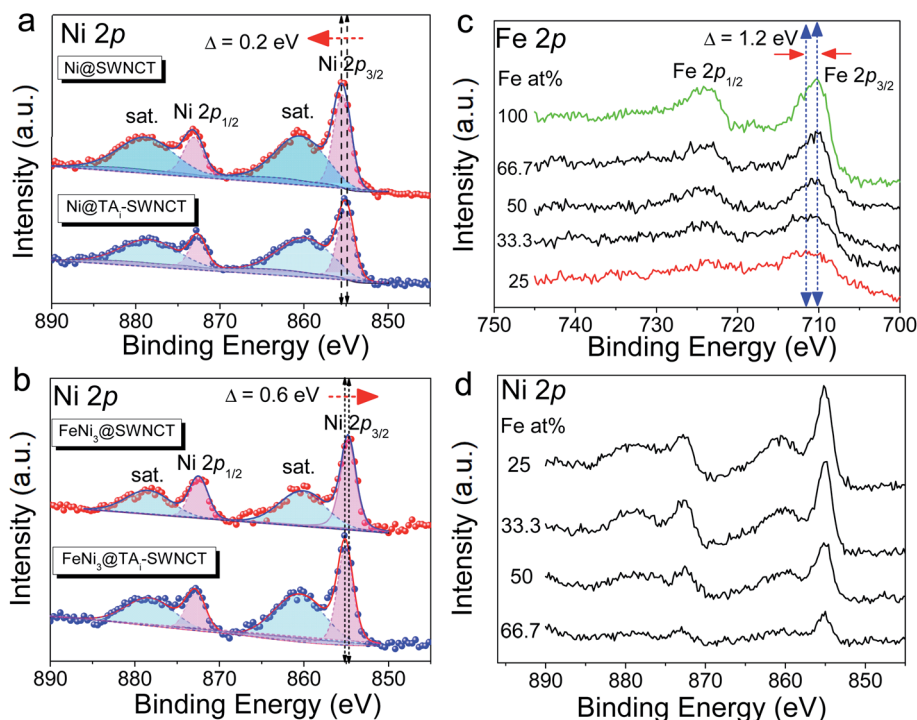 a
Ni 2p
Δ = 0.2 eV
Ni@SWNCT
Ni 2p3/2
sat.
Ni 2p1/2
sat.
Ni@TAi-SWNCT
Intensity (a.u.)
890 880 870 860 850
Binding Energy (eV)
b
Ni 2p
Δ = 0.6 eV
FeNi3@SWNCT
Ni 2p3/2
sat.
Ni 2p1/2
sat.
FeNi3@TAi-SWNCT
Intensity (a.u.)
890 880 870 860 850
Binding Energy (eV)
c
Fe 2p
Δ = 1.2 eV
Fe at%
Fe 2p1/2
Fe 2p3/2
100
66.7
50
33.3
25
Intensity (a.u.)
750 740 730 720 710 700
Binding Energy (eV)
d
Ni 2p
Fe at%
25
33.3
50
66.7
Intensity (a.u.)
890 880 870 860 850
Binding Energy (eV)